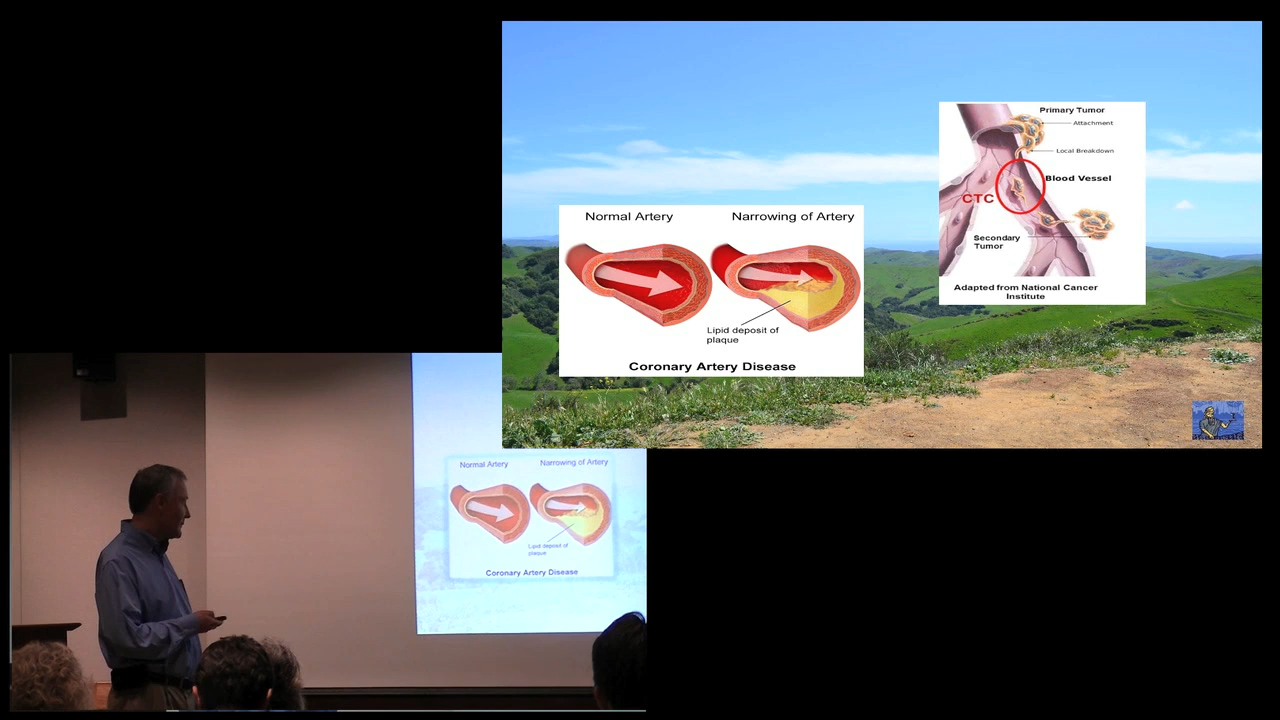 Primary Tumor
Attachment
Local Breakdown
Blood Vessel
CTC
Secondary
Tumor
Adapted from National Cancer
Institute
Normal Artery
Narrowing of Artery
Lipid deposit of
plaque
Coronary Artery Disease
Normal Artery
Narrowing of Artery
Lipid deposit of
plaque
Coronary Artery Disease